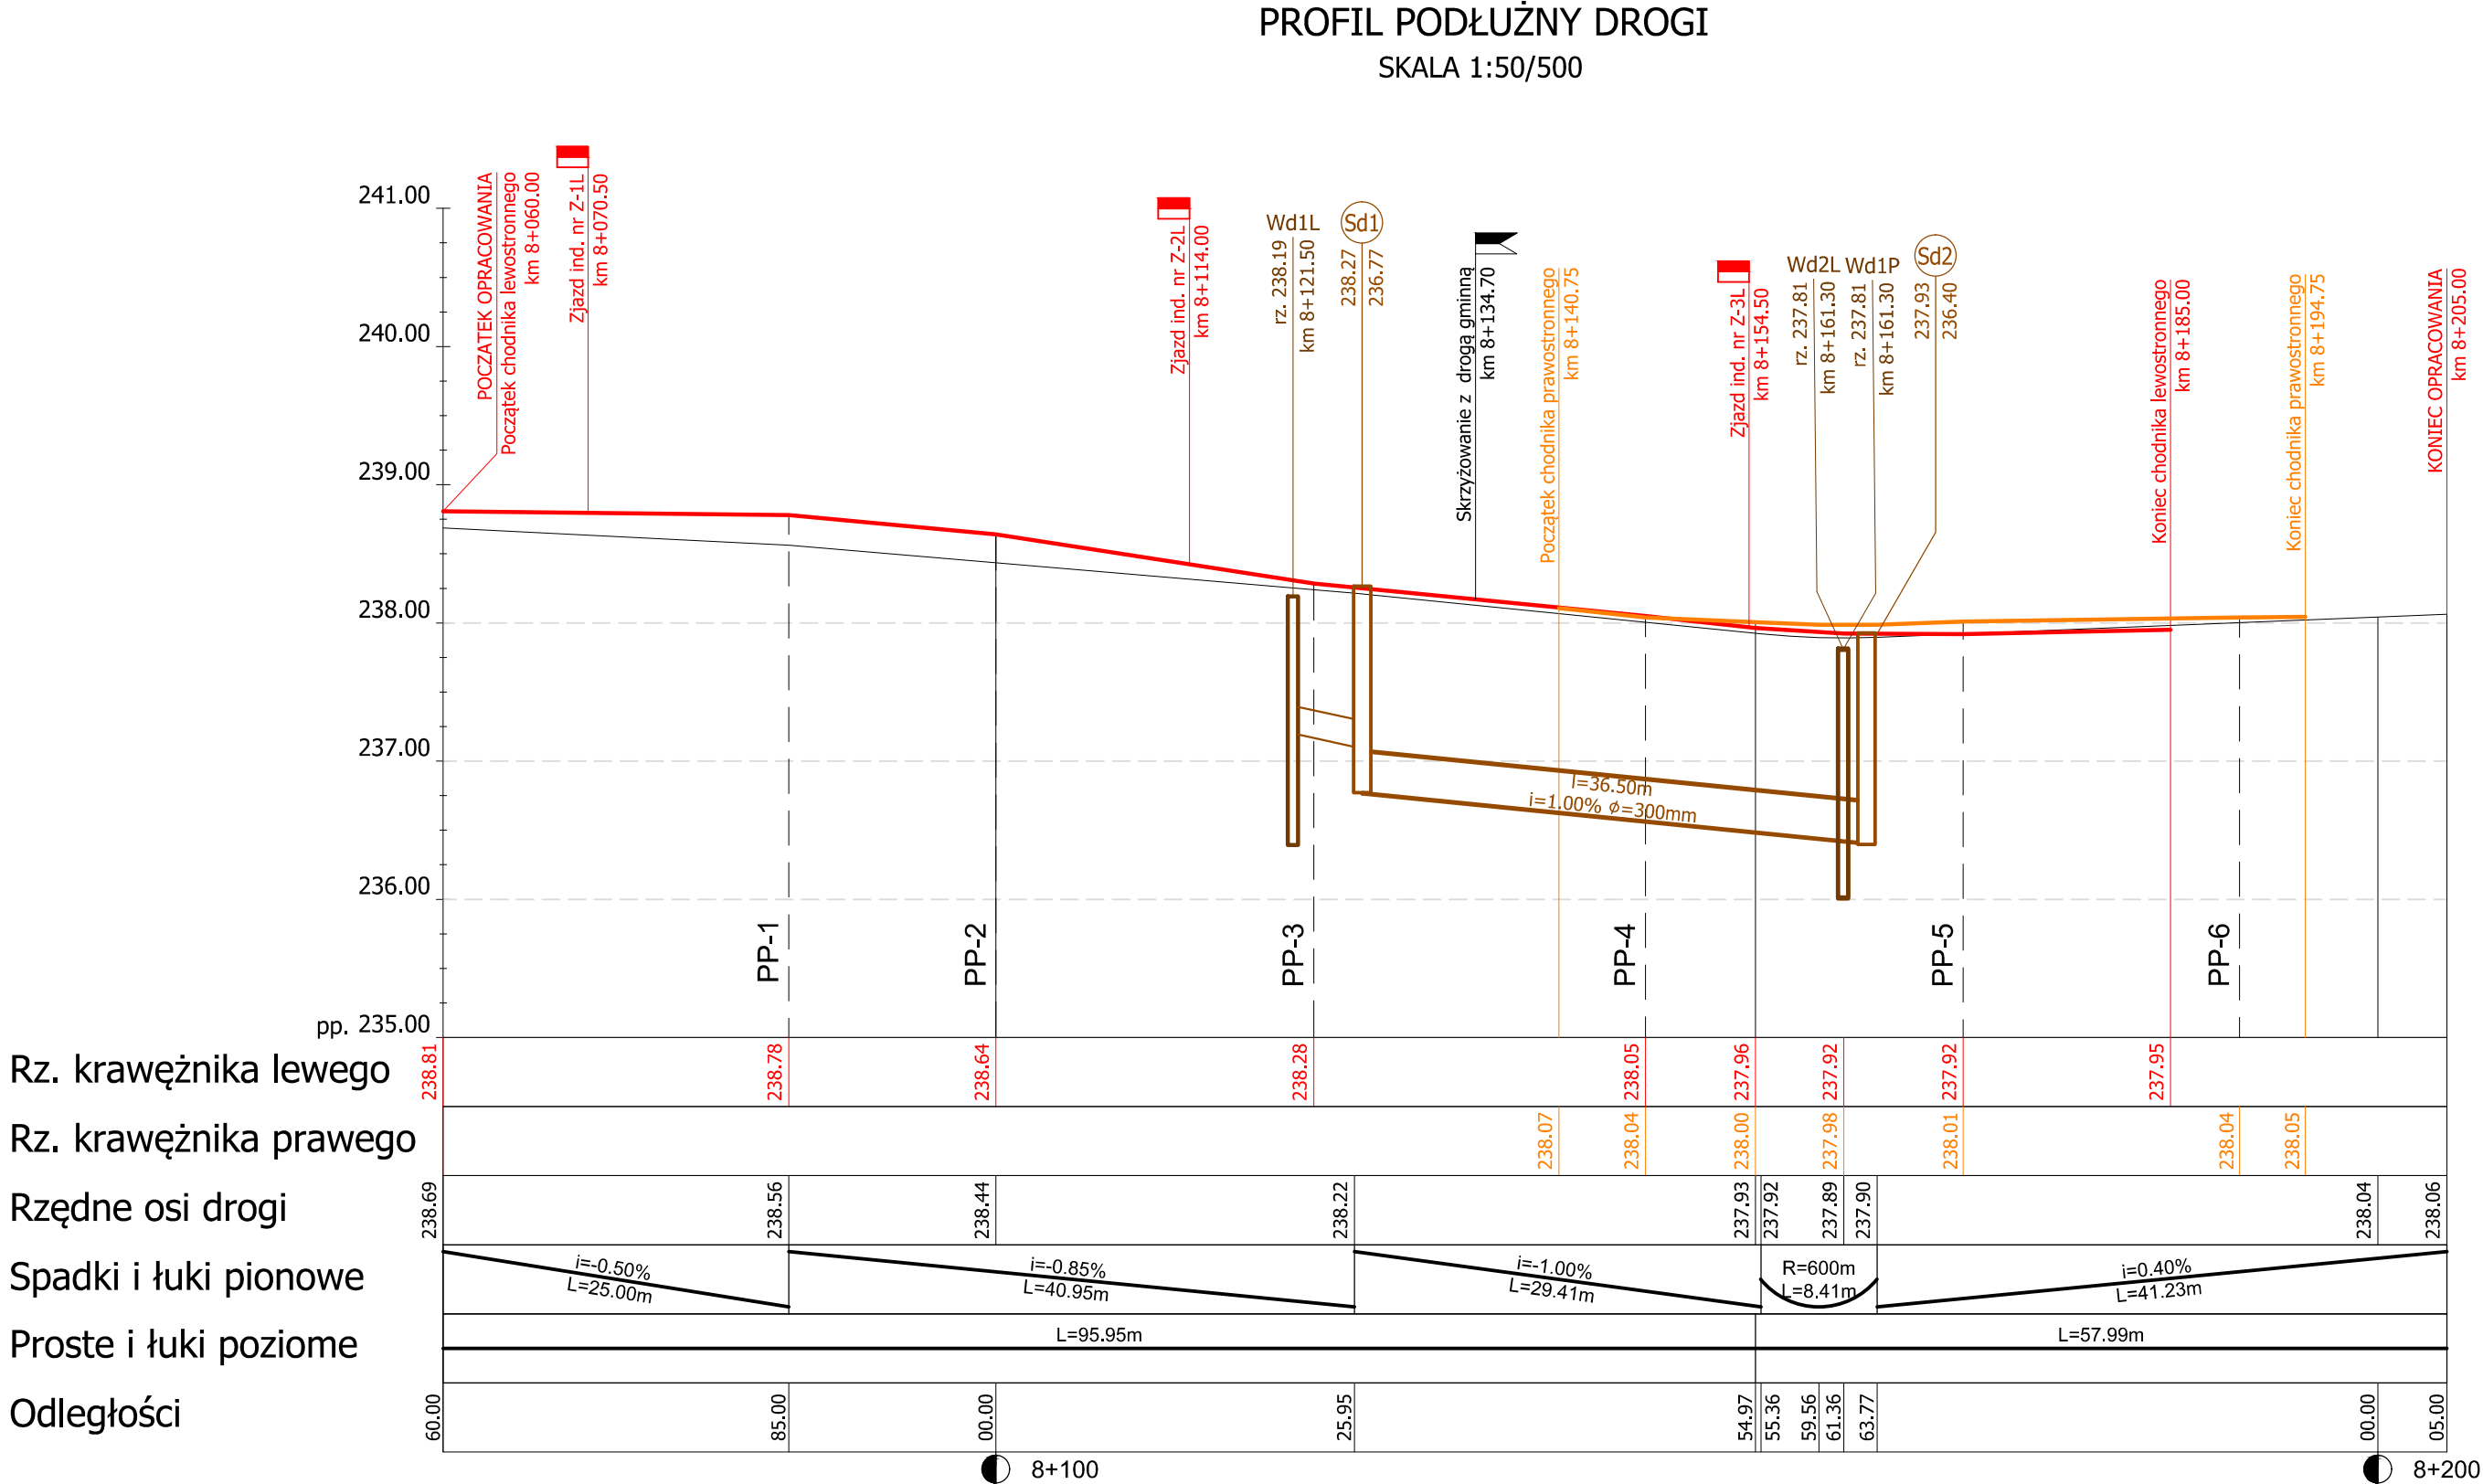 PROFIL PODŁUŻNY DROGI
SKALA 1:50/500
POCZĄTEK OPRACOWANIA
Początek chodnika lewostronnego
km 8+060.00
Zjazd ind. nr Z-1L
km 8+070.50
Zjazd ind. nr Z-2L
km 8+114.00
Wd1L
rz. 238.19
km 8+121.50
Sd1
238.27
236.77
Skrzyżowanie z drogą gminną
km 8+134.70
Początek chodnika prawostronnego
km 8+140.75
Zjazd ind. nr Z-3L
km 8+154.50
Wd2L
rz. 237.81
km 8+161.30
Wd1P
rz. 237.81
km 8+161.30
Sd2
237.93
236.40
Koniec chodnika lewostronnego
km 8+185.00
Koniec chodnika prawostronnego
km 8+194.75
KONIEC OPRACOWANIA
km 8+205.00
241.00
240.00
239.00
238.00
237.00
236.00
pp. 235.00
l=36.50m
i=1.00% ϕ=300mm
PP-1
PP-2
PP-3
PP-4
PP-5
PP-6
Rz. krawężnika lewego
238.81
238.78
238.64
238.28
238.05
237.96
237.92
237.92
237.95
Rz. krawężnika prawego
238.07
238.04
238.00
237.98
238.01
238.04
238.05
Rzędne osi drogi
238.69
238.56
238.44
238.22
237.93
237.92
237.89
237.90
238.04
238.06
Spadki i łuki pionowe
i=-0.50%
L=25.00m
i=-0.85%
L=40.95m
i=-1.00%
L=29.41m
R=600m
L=8.41m
i=0.40%
L=41.23m
Proste i łuki poziome
L=95.95m
L=57.99m
Odległości
60.00
85.00
00.00
25.95
54.97
55.36
59.56
61.36
63.77
00.00
05.00
8+100
8+200